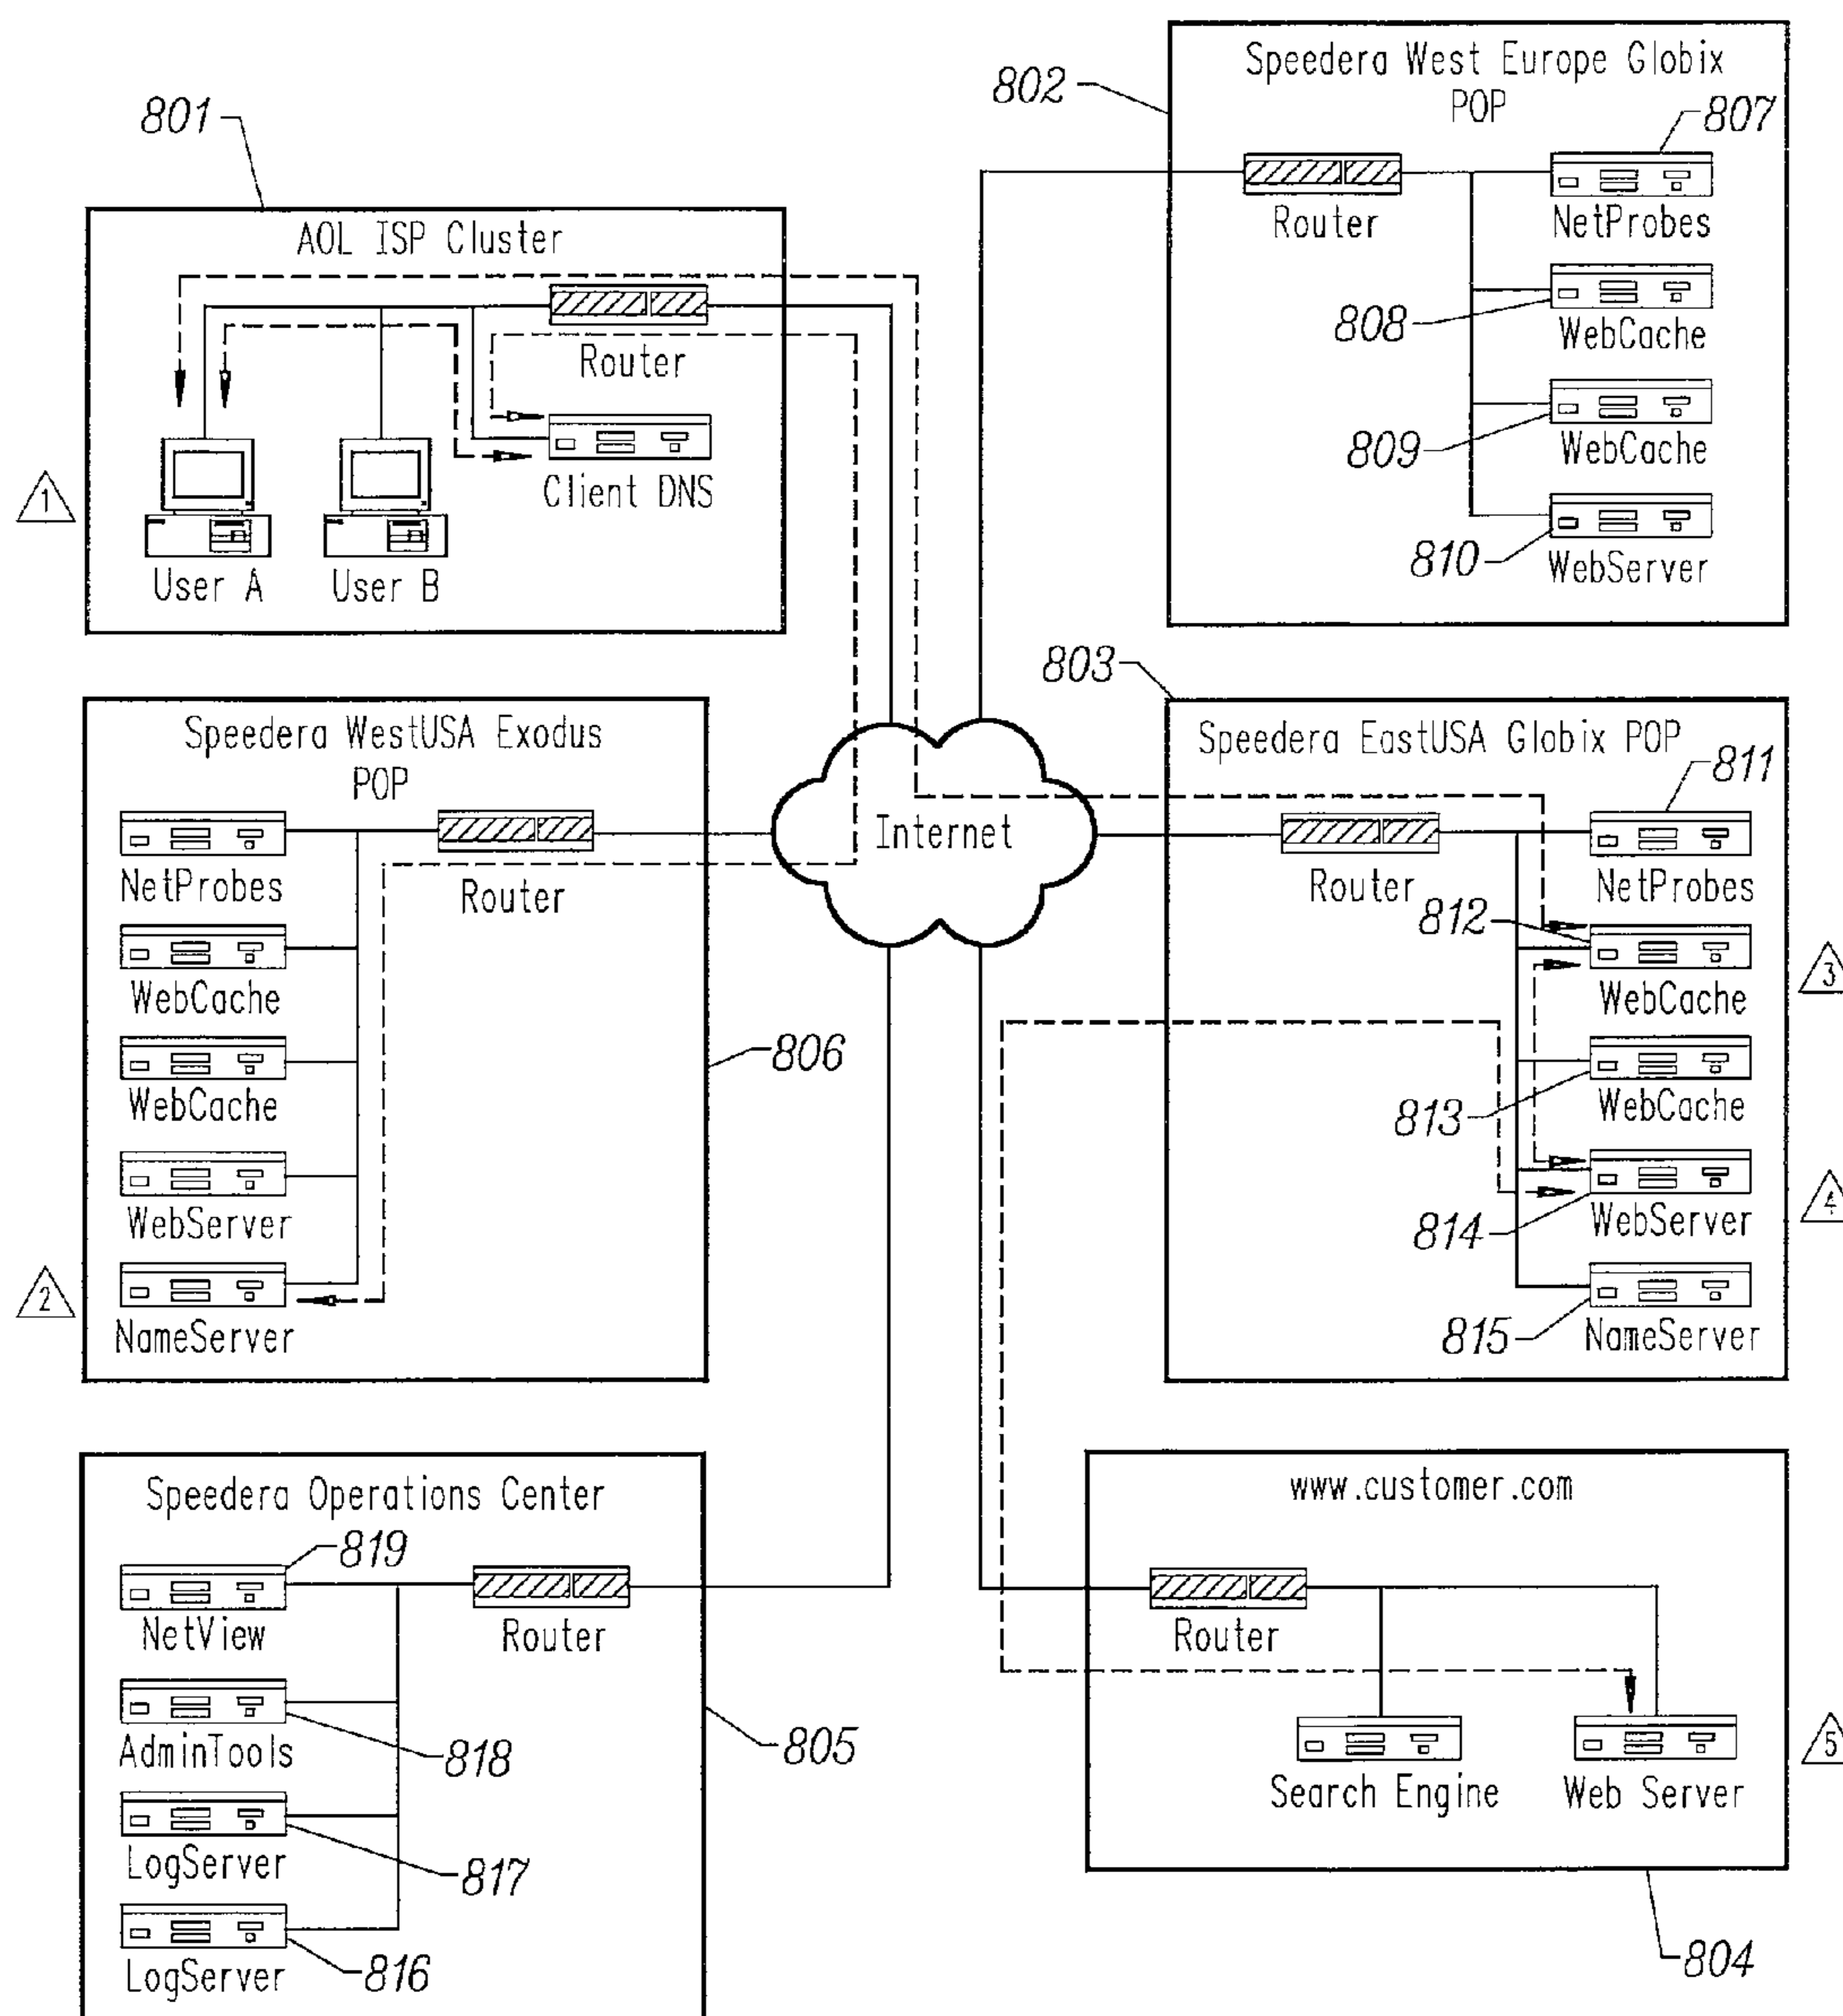 801
AOL ISP Cluster
Router
Client DNS
1
User A
User B
802
Speedera West Europe Globix
POP
807
Router
NetProbes
808
WebCache
809
WebCache
810
WebServer
Speedera WestUSA Exodus
POP
NetProbes
Router
WebCache
WebCache
806
WebServer
2
NameServer
Internet
803
Speedera EastUSA Globix POP
811
Router
NetProbes
812
WebCache
3
813
WebCache
814
WebServer
4
815
NameServer
Speedera Operations Center
819
NetView
Router
AdminTools
818
805
LogServer
817
LogServer
816
www.customer.com
Router
Search Engine
Web Server
5
804